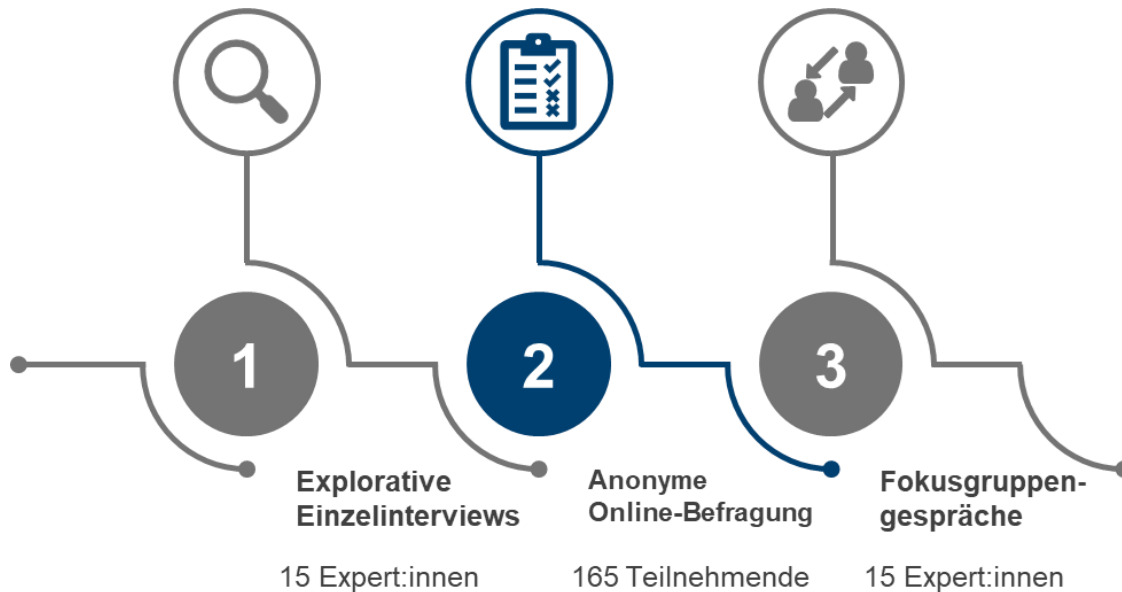 1
2
3
Explorative
Einzelinterviews
15 Expert:innen
Anonyme
Online-Befragung
165 Teilnehmende
Fokusgruppen-
gespräche
15 Expert:innen